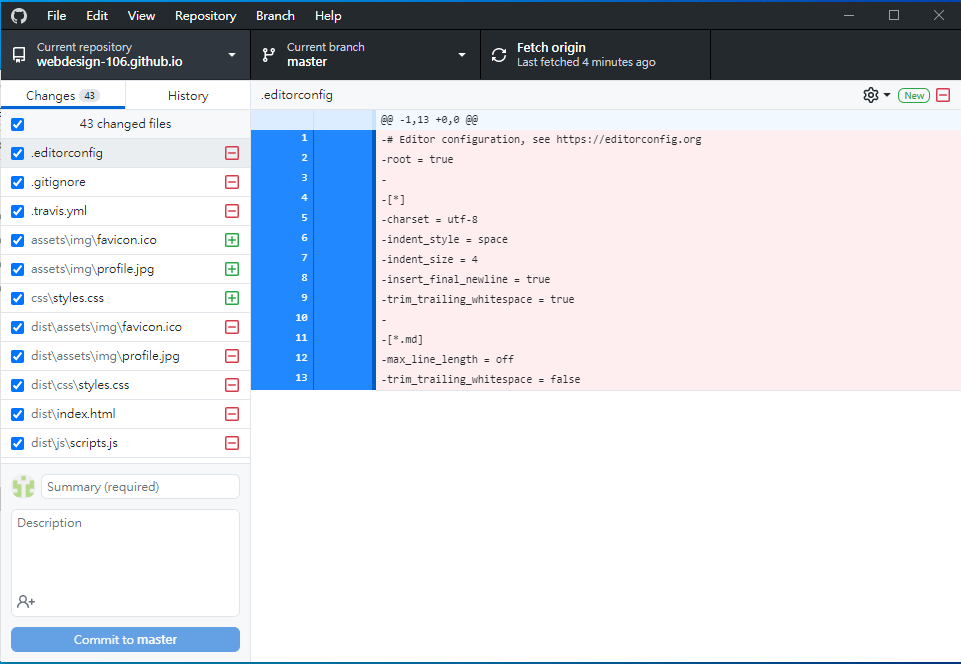 File Edit View Repository Branch Help
Current repository
webdesign-106.github.io
Current branch
master
Fetch origin
Last fetched 4 minutes ago
Changes 43
History
.editorconfig
New
43 changed files
.editorconfig
.gitignore
.travis.yml
assets\img\favicon.ico
assets\img\profile.jpg
css\styles.css
dist\assets\img\favicon.ico
dist\assets\img\profile.jpg
dist\css\styles.css
dist\index.html
dist\js\scripts.js
Summary (required)
Description
Commit to master
@@ -1,13 +0,0 @@
1 -# Editor configuration, see https://editorconfig.org
2 -root = true
3 -
4 -[*]
5 -charset = utf-8
6 -indent_style = space
7 -indent_size = 4
8 -insert_final_newline = true
9 -trim_trailing_whitespace = true
10 -
11 -[*.md]
12 -max_line_length = off
13 -trim_trailing_whitespace = false